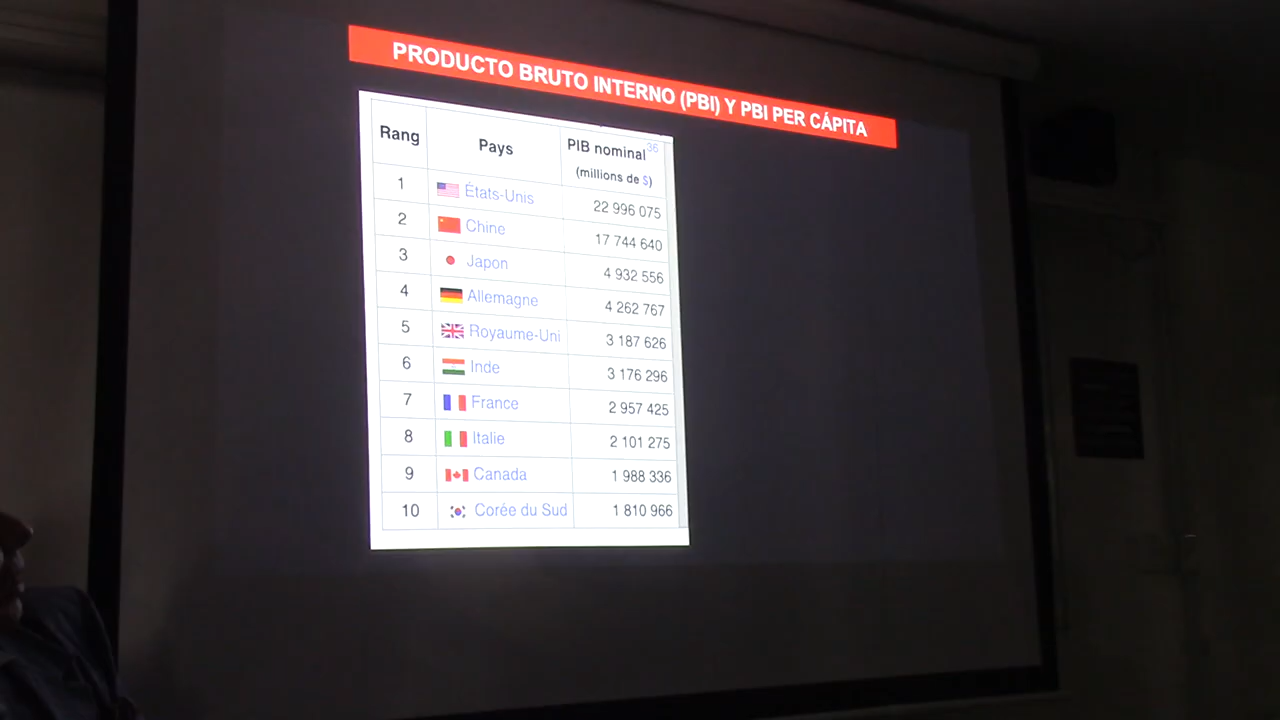 PRODUCTO BRUTO INTERNO (PBI) Y PBI PER CÁPITA
Rang Pays PIB nominal 36
(millions de $)
1 États-Unis 22 996 075
2 Chine 17 744 640
3 Japon 4 932 556
4 Allemagne 4 262 767
5 Royaume-Uni 3 187 626
6 Inde 3 176 296
7 France 2 957 425
8 Italie 2 101 275
9 Canada 1 988 336
10 Corée du Sud 1 810 966